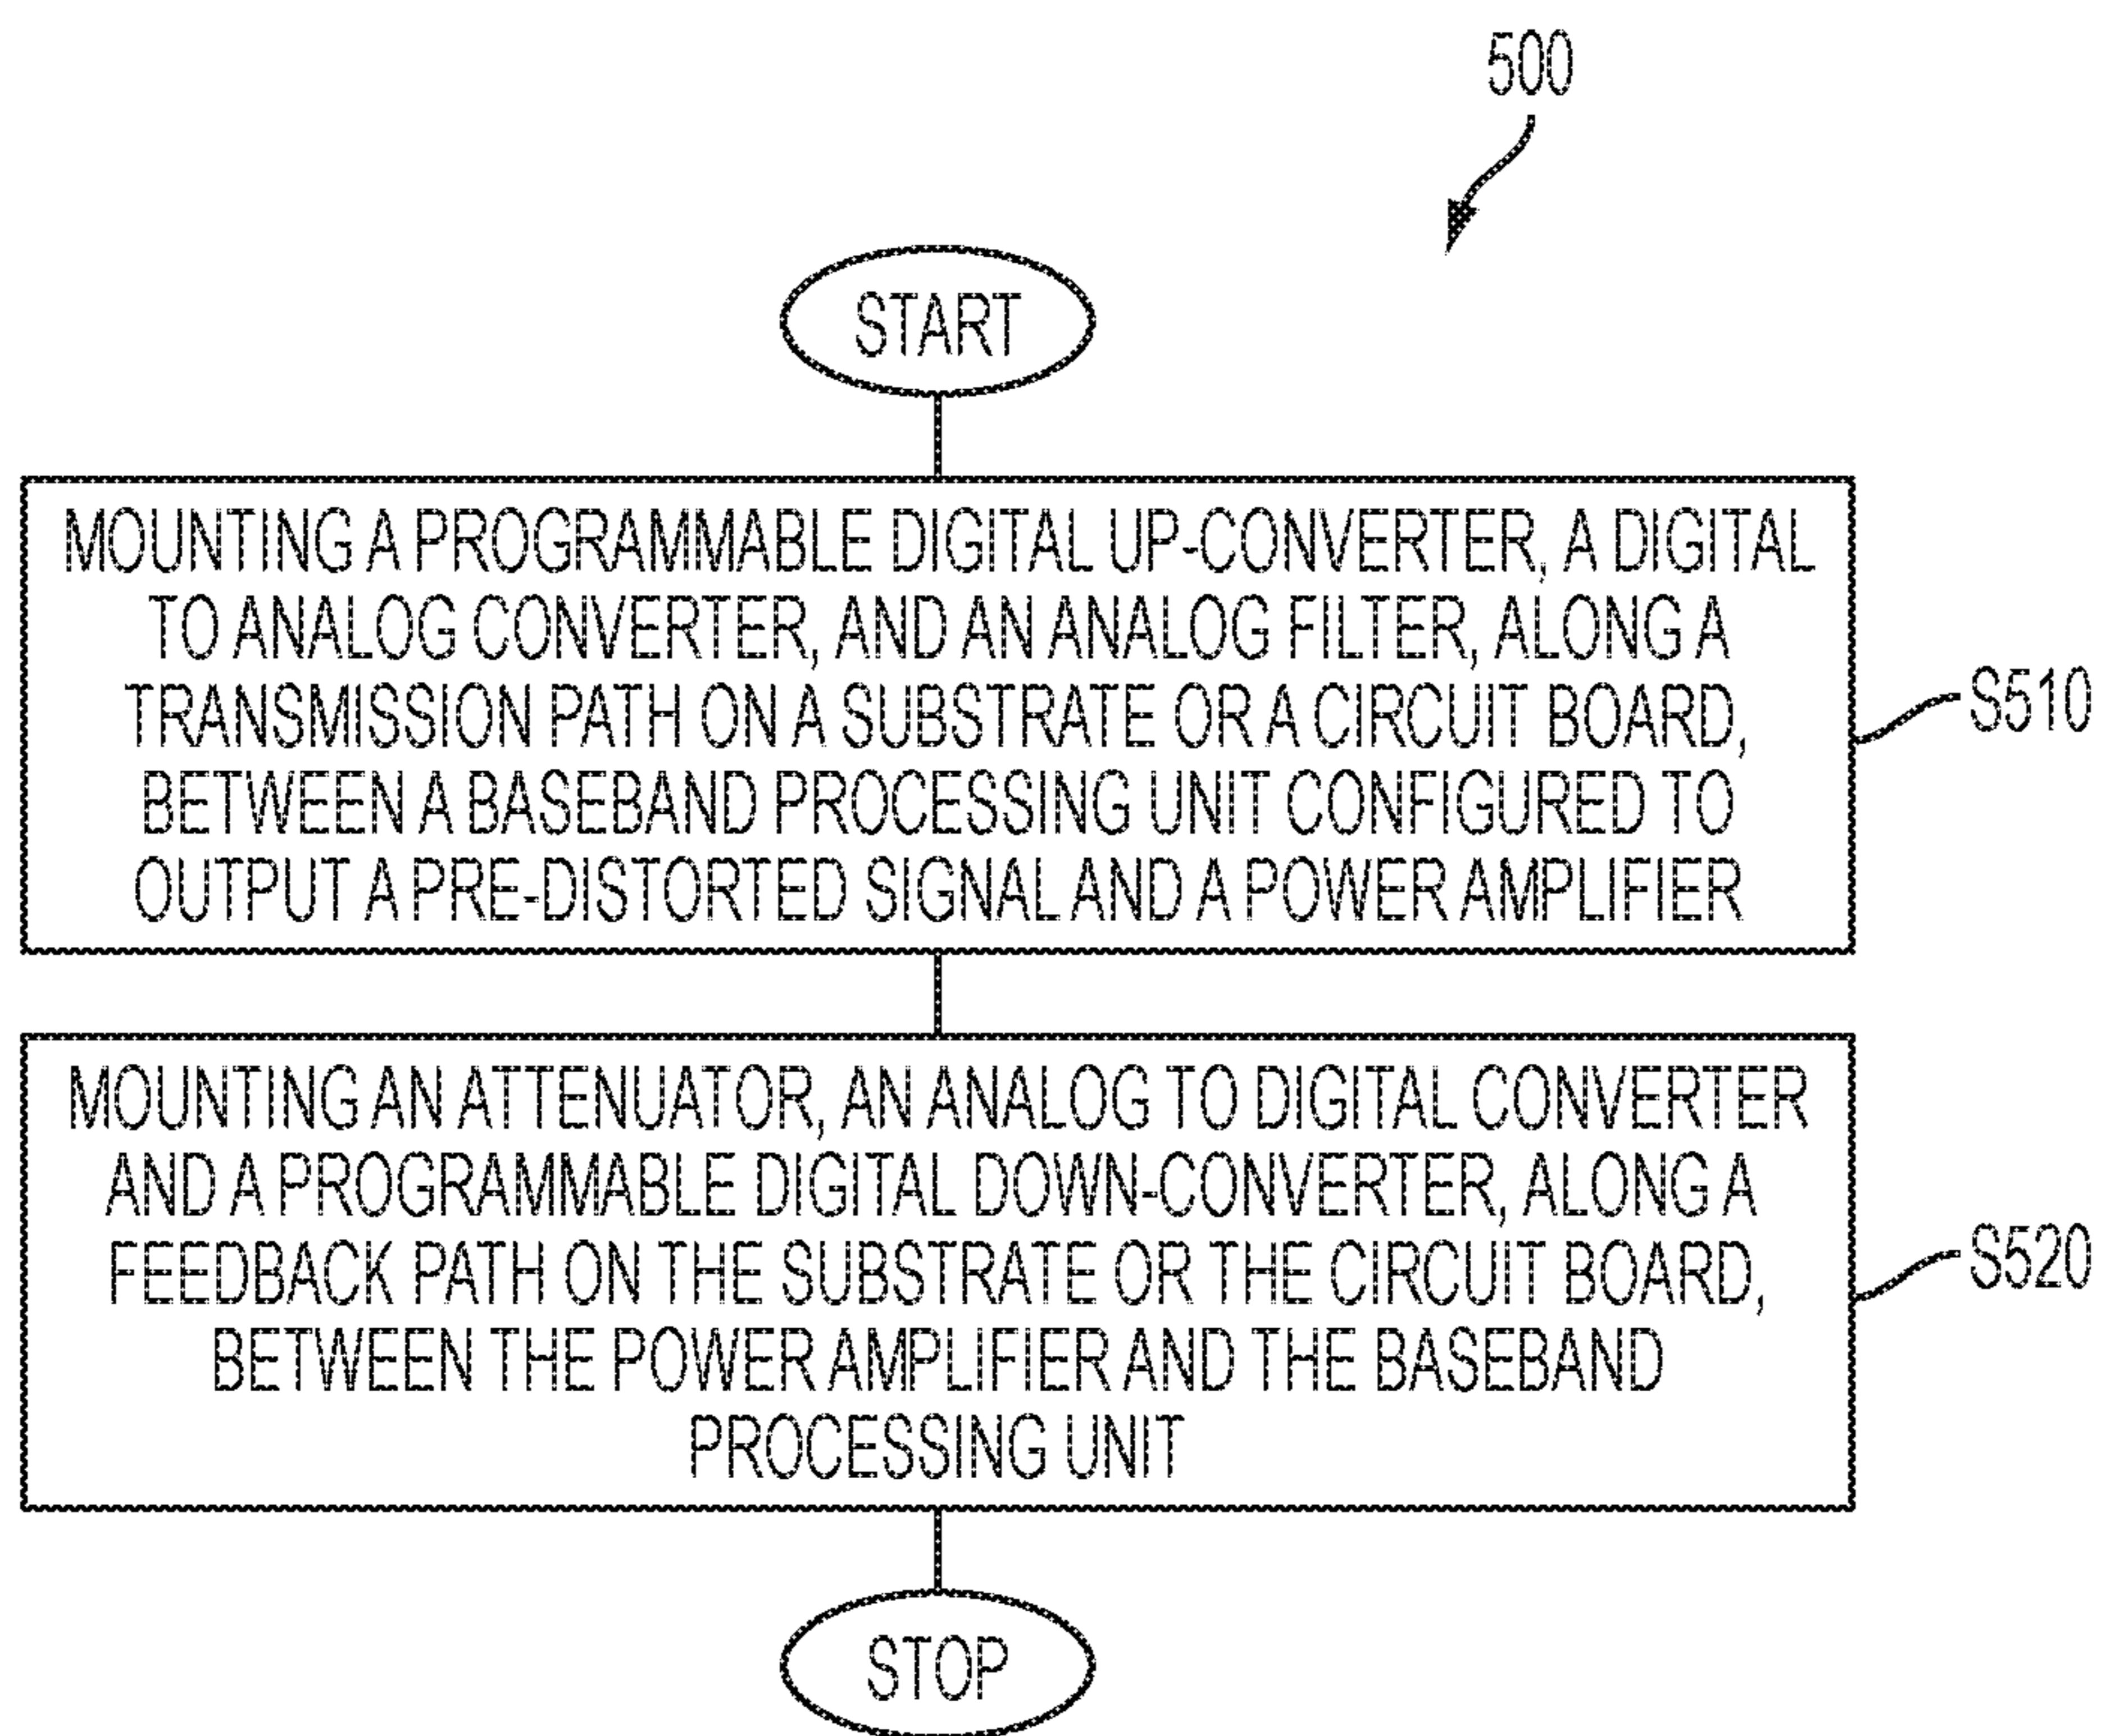 500
START
MOUNTING A PROGRAMMABLE DIGITAL UP-CONVERTER, A DIGITAL
TO ANALOG CONVERTER, AND AN ANALOG FILTER, ALONG A
TRANSMISSION PATH ON A SUBSTRATE OR A CIRCUIT BOARD,
BETWEEN A BASEBAND PROCESSING UNIT CONFIGURED TO
OUTPUT A PRE-DISTORTED SIGNAL AND A POWER AMPLIFIER
S510
MOUNTING AN ATTENUATOR, AN ANALOG TO DIGITAL CONVERTER
AND A PROGRAMMABLE DIGITAL DOWN-CONVERTER, ALONG A
FEEDBACK PATH ON THE SUBSTRATE OR THE CIRCUIT BOARD,
BETWEEN THE POWER AMPLIFIER AND THE BASEBAND
PROCESSING UNIT
S520
STOP